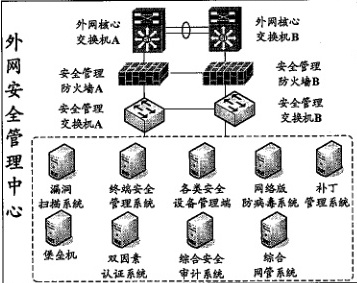 外网安全管理中心
外网核心
交换机A
外网核心
交换机B
安全管理
防火墙A
安全管理
防火墙B
安全管理
交换机A
安全管理
交换机B
漏洞
扫描系统
终端安全
管理系统
各类安全
设备管理端
网络版
防病毒系统
补丁
管理系统
堡垒机
双因素
认证系统
综合安全
审计系统
综合
网管系统